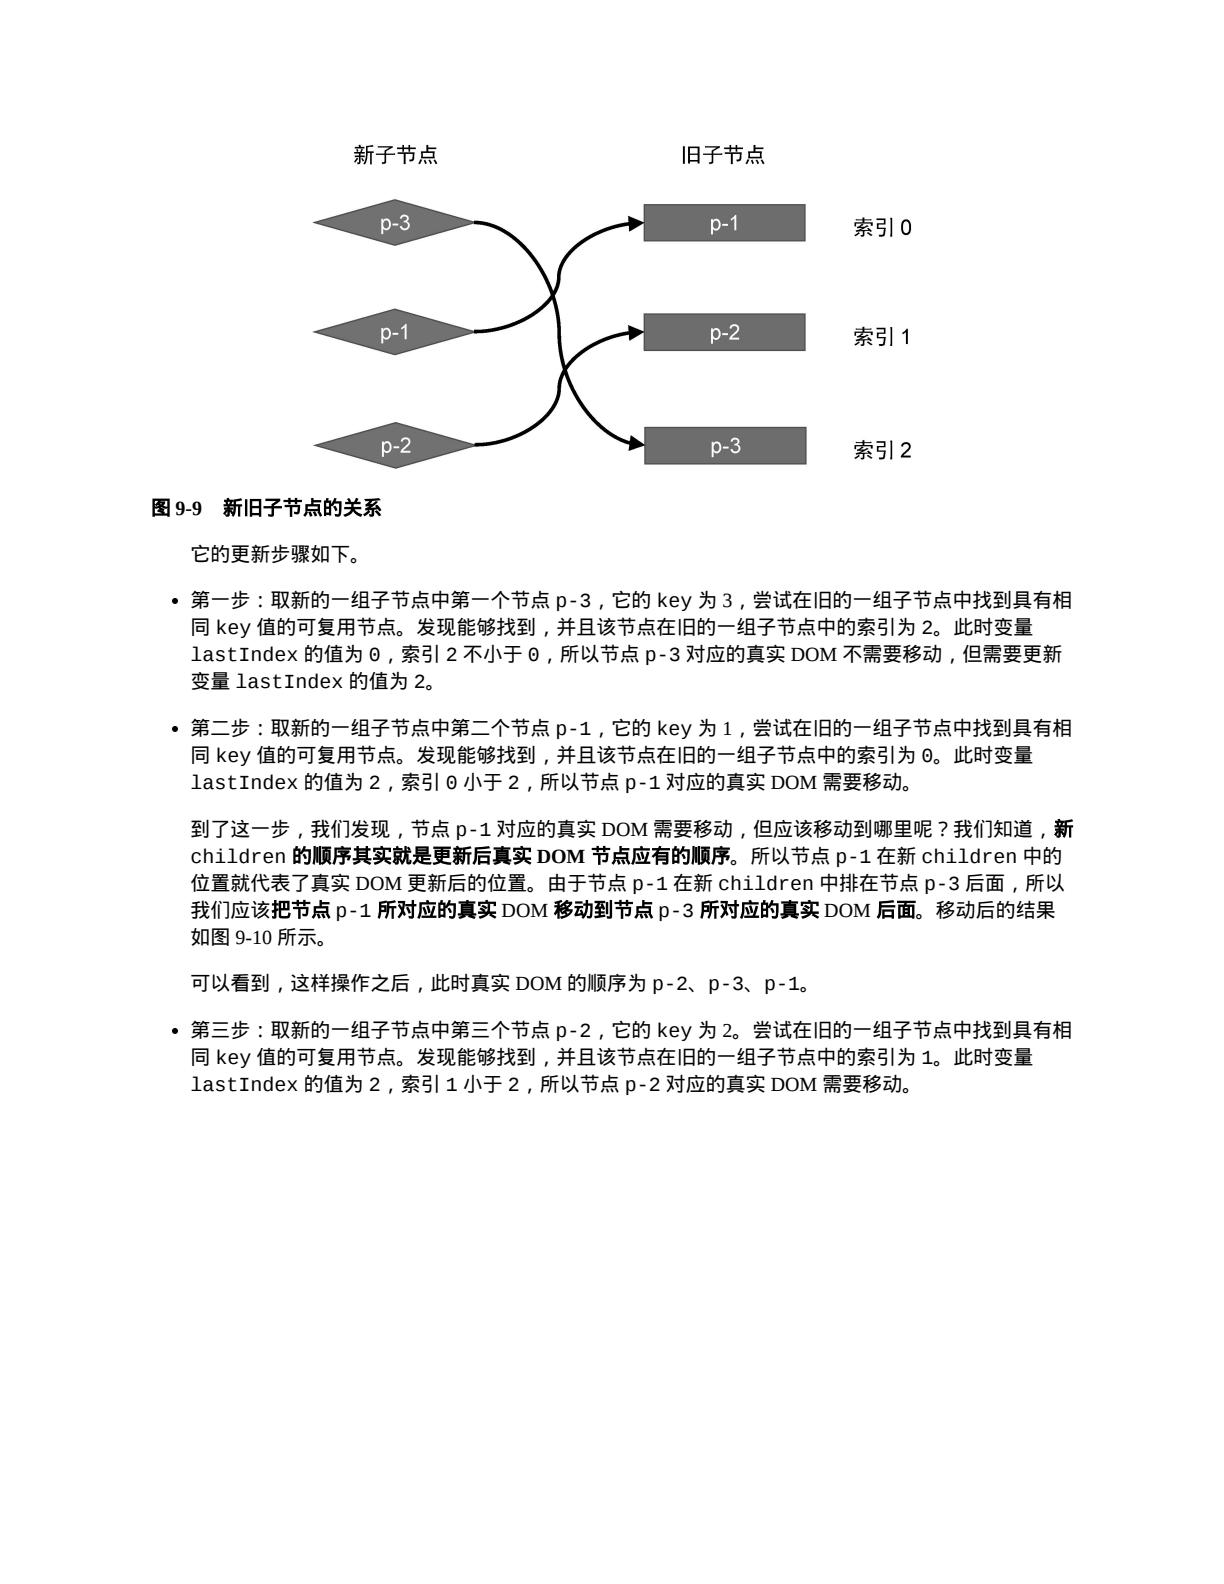 新子节点 旧子节点
p-3 p-1 索引 0
p-1 p-2 索引 1
p-2 p-3 索引 2
图 9-9 新旧子节点的关系
它的更新步骤如下。
• 第一步：取新的一组子节点中第一个节点 p-3，它的 key 为 3，尝试在旧的一组子节点中找到具有相
同 key 值的可复用节点。发现能够找到，并且该节点在旧的一组子节点中的索引为 2。此时变量
lastIndex 的值为 0，索引 2 不小于 0，所以节点 p-3 对应的真实 DOM 不需要移动，但需要更新
变量 lastIndex 的值为 2。
• 第二步：取新的一组子节点中第二个节点 p-1，它的 key 为 1，尝试在旧的一组子节点中找到具有相
同 key 值的可复用节点。发现能够找到，并且该节点在旧的一组子节点中的索引为 0。此时变量
lastIndex 的值为 2，索引 0 小于 2，所以节点 p-1 对应的真实 DOM 需要移动。
到了这一步，我们发现，节点 p-1 对应的真实 DOM 需要移动，但应该移动到哪里呢？我们知道，新
children 的顺序其实就是更新后真实 DOM 节点应有的顺序。所以节点 p-1 在新 children 中的
位置就代表了真实 DOM 更新后的位置。由于节点 p-1 在新 children 中排在节点 p-3 后面，所以
我们应该把节点 p-1 所对应的真实 DOM 移动到节点 p-3 所对应的真实 DOM 后面。移动后的结果
如图 9-10 所示。
可以看到，这样操作之后，此时真实 DOM 的顺序为 p-2、p-3、p-1。
• 第三步：取新的一组子节点中第三个节点 p-2，它的 key 为 2。尝试在旧的一组子节点中找到具有相
同 key 值的可复用节点。发现能够找到，并且该节点在旧的一组子节点中的索引为 1。此时变量
lastIndex 的值为 2，索引 1 小于 2，所以节点 p-2 对应的真实 DOM 需要移动。